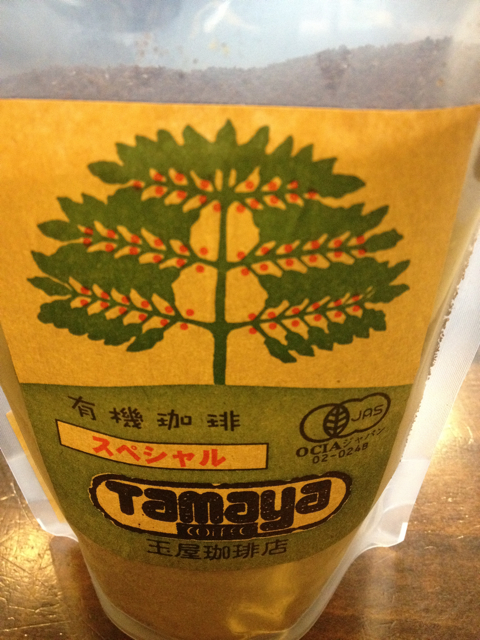 有機珈琲
スペシャル
JAS
OCIAジャパン
02-0248
Tamaya
COFFEE
玉屋珈琲店